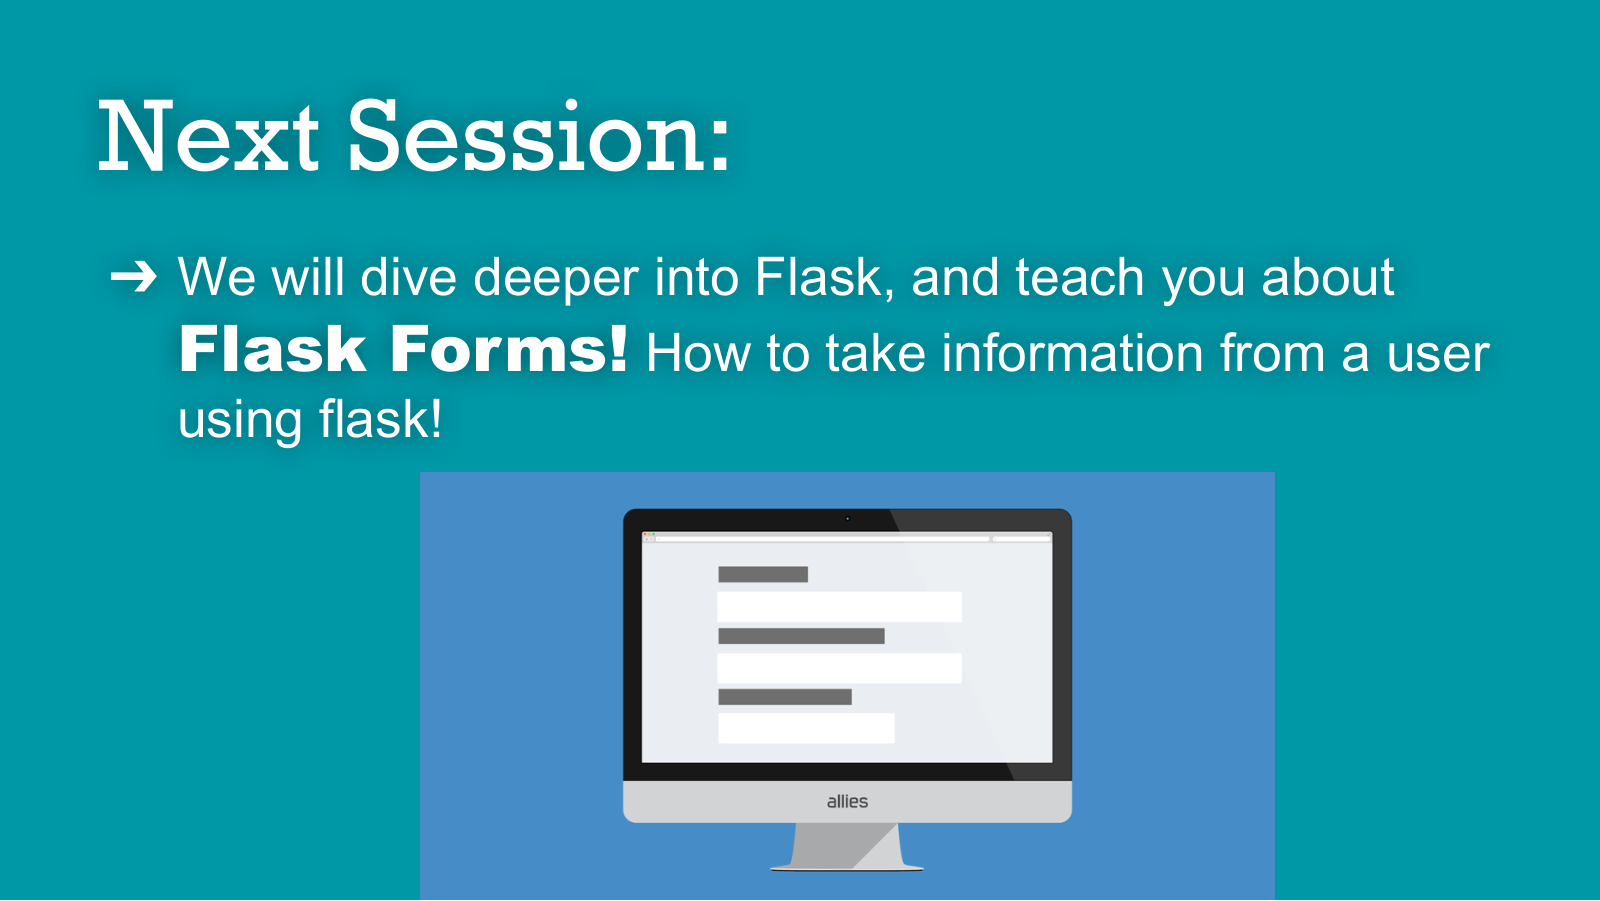 Next Session:
➔ We will dive deeper into Flask, and teach you about
Flask Forms! How to take information from a user
using flask!
allies